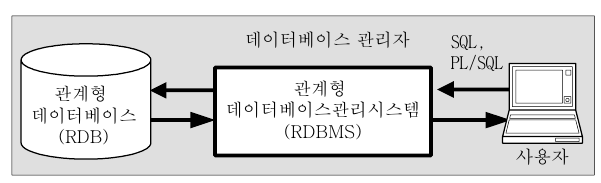 데이터베이스 관리자
SQL,
PL/SQL
관계형
데이터베이스
(RDB)
관계형
데이터베이스관리시스템
(RDBMS)
사용자